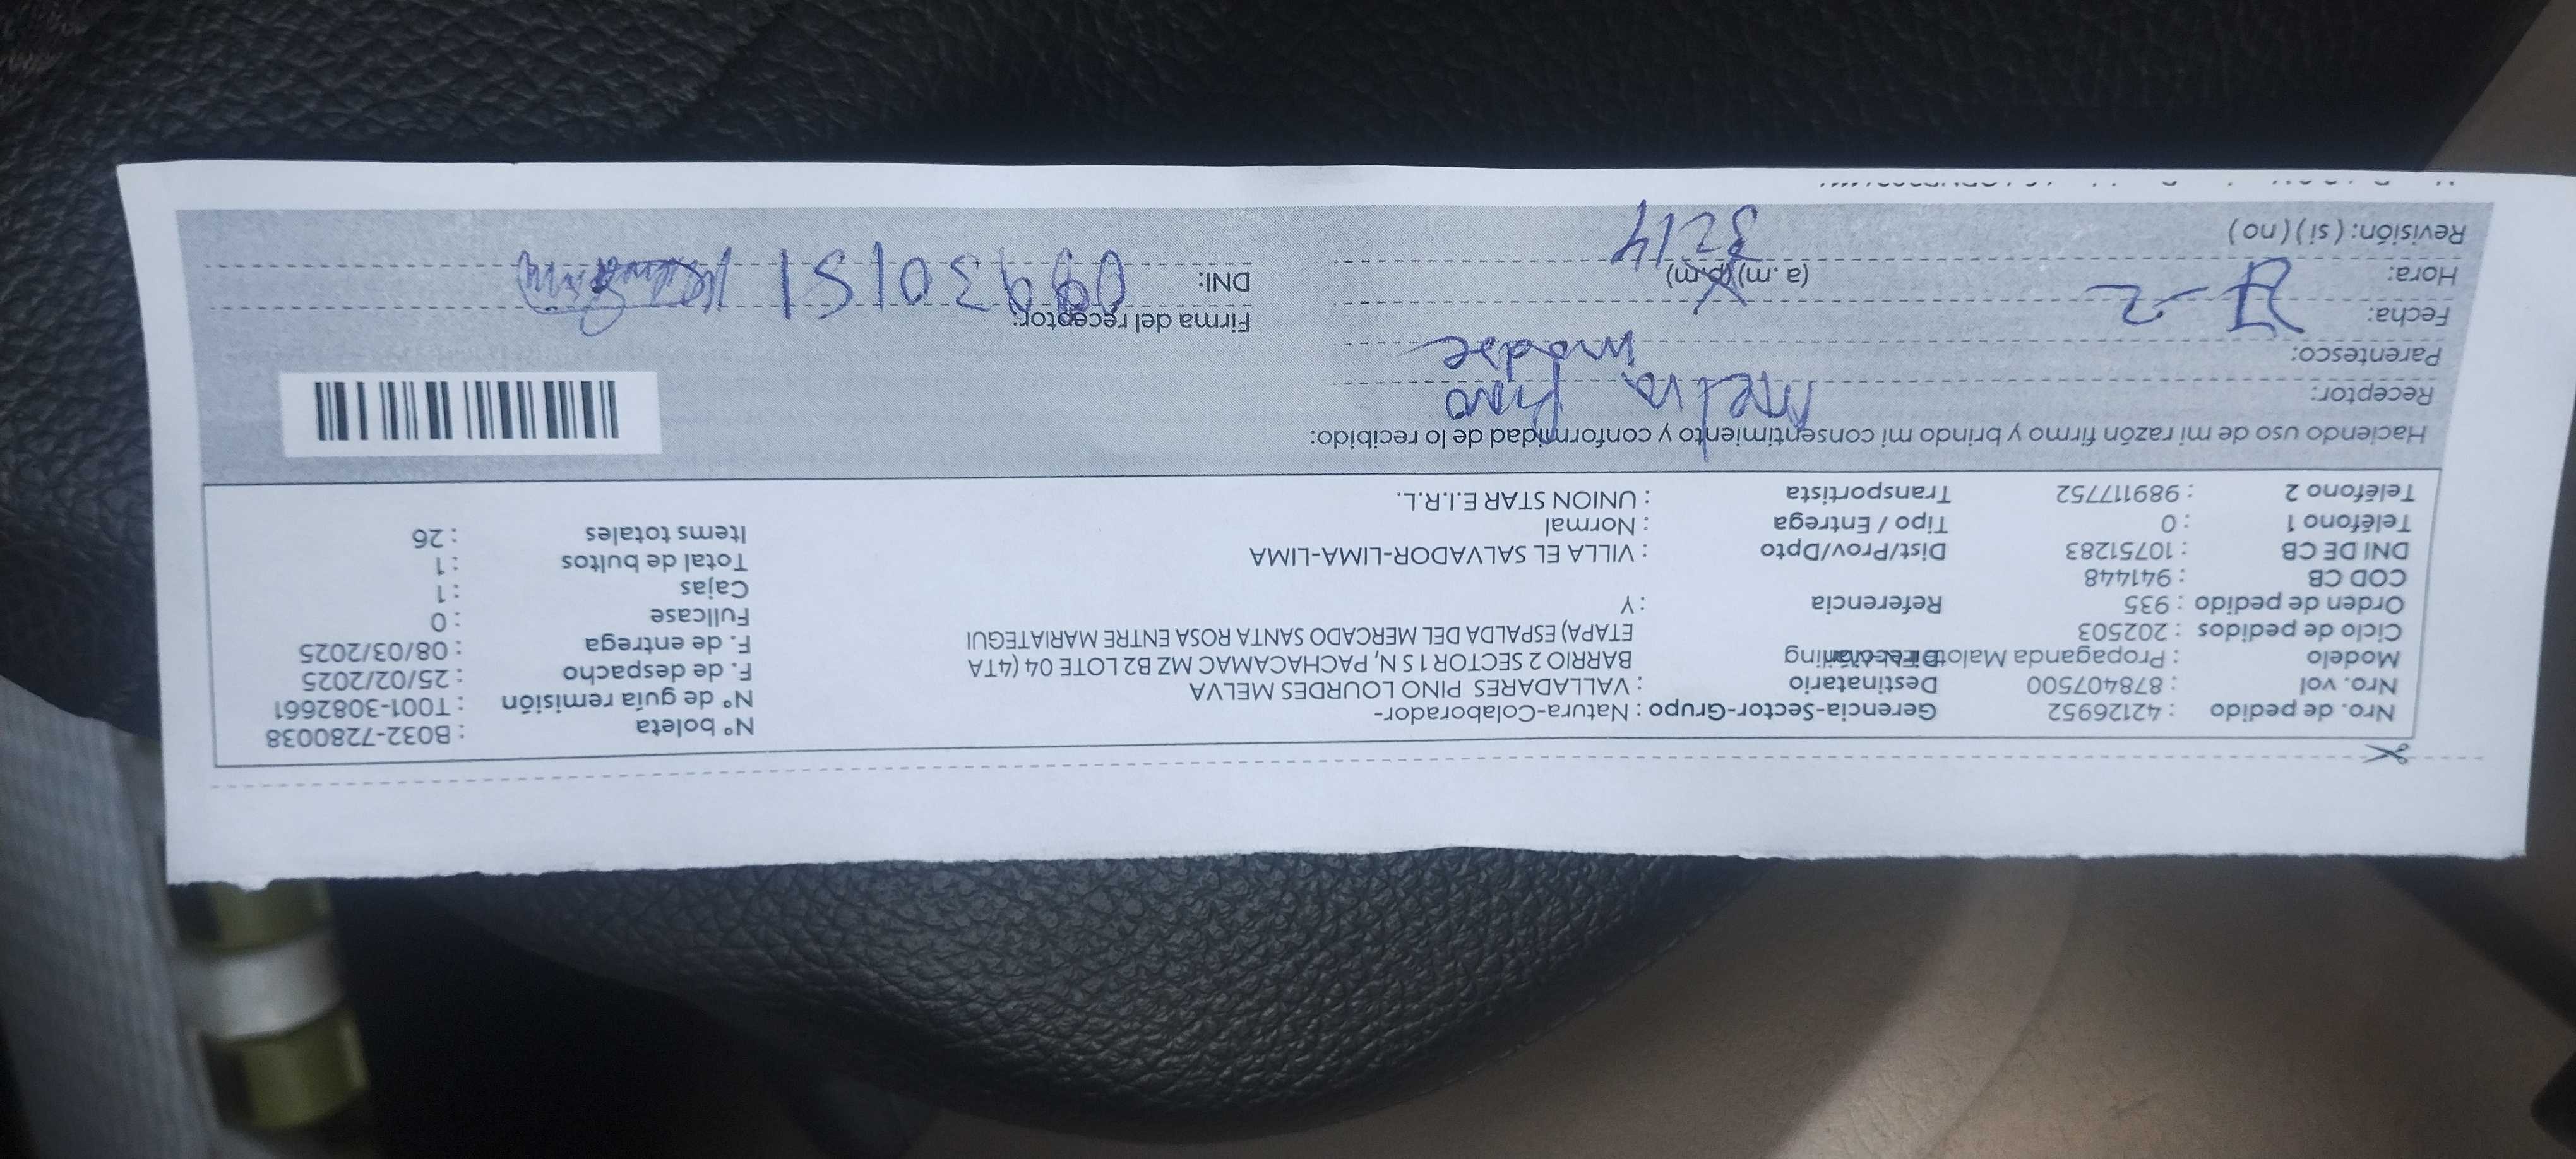 Nro. de pedido : 42126952 Gerencia-Sector-Grupo : Natura-Colaborador- N° boleta : B032-7280038
Nro. vol : 878407500 Destinatario : VALLADARES PINO LOURDES MELVA N° de guía remisión : T001-3082661
Modelo : Propaganda Maloto Dirección BARRIO 2 SECTOR 1 S N, PACHACAMAC MZ B2 LOTE 04 (4TA F. de despacho : 25/02/2025
Ciclo de pedidos : 202503 ETAPA) ESPALDA DEL MERCADO SANTA ROSA ENTRE MARIATEGUI F. de entrega : 08/03/2025
Orden de pedido : 935 Referencia : Y Fullcase : 0
COD CB : 941448 Cajas : 1
DNI DE CB : 10751283 Dist/Prov/Dpto : VILLA EL SALVADOR-LIMA-LIMA Total de bultos : 1
Teléfono 1 : 0 Tipo / Entrega : Normal Items totales : 26
Teléfono 2 : 989117752 Transportista : UNION STAR E.I.R.L.
Haciendo uso de mi razón firmo y brindo mi consentimiento y conformidad de lo recibido:
Receptor: Melva Pino
Parentesco: madre
Fecha: 27-2 Firma del receptor:
Hora: (a. m) (p.m) 3214 DNI: 09930151
Revisión: ( si ) ( no )